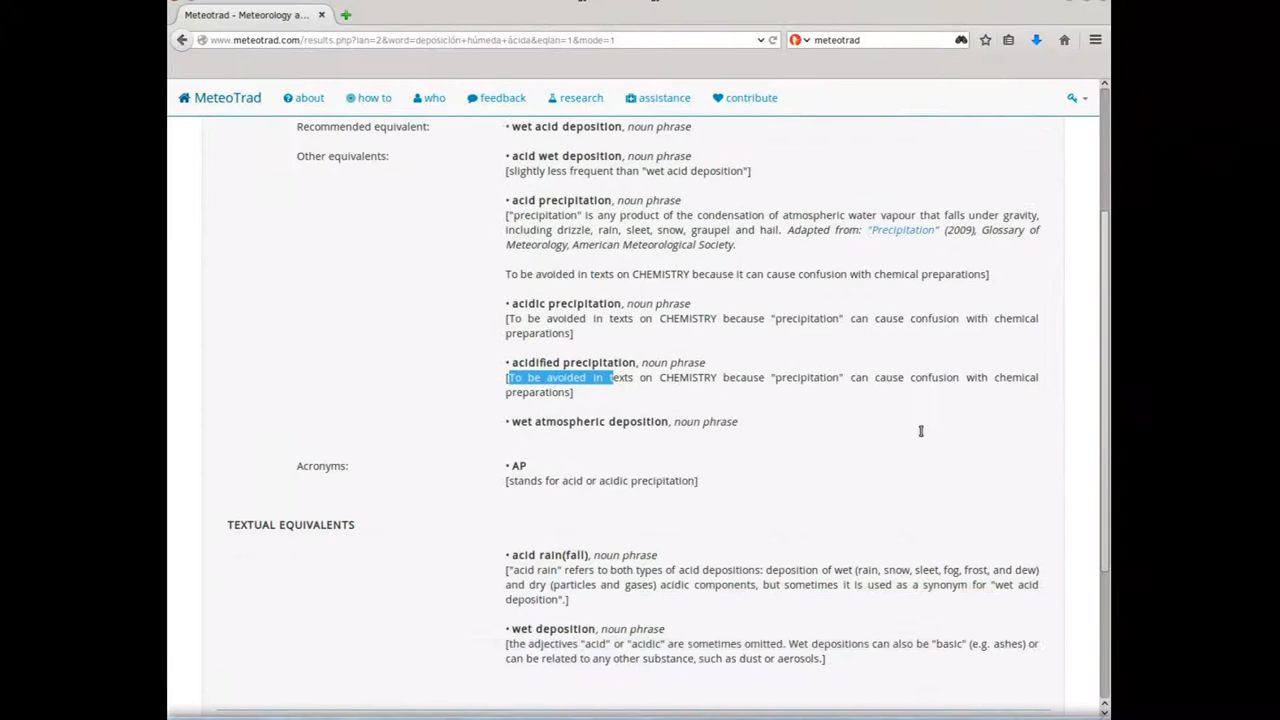 Meteotrad - Meteorology a...
www.meteotrad.com/results.php?lan=2&word=deposición+húmeda+ácida&eqlan=1&mode=1
meteotrad
MeteoTrad about how to who feedback research assistance contribute
Recommended equivalent: • wet acid deposition, noun phrase
Other equivalents: • acid wet deposition, noun phrase
[slightly less frequent than "wet acid deposition"]
• acid precipitation, noun phrase
["precipitation" is any product of the condensation of atmospheric water vapour that falls under gravity,
including drizzle, rain, sleet, snow, graupel and hail. Adapted from: "Precipitation" (2009), Glossary of
Meteorology, American Meteorological Society.
To be avoided in texts on CHEMISTRY because it can cause confusion with chemical preparations]
• acidic precipitation, noun phrase
[To be avoided in texts on CHEMISTRY because "precipitation" can cause confusion with chemical
preparations]
• acidified precipitation, noun phrase
[To be avoided in texts on CHEMISTRY because "precipitation" can cause confusion with chemical
preparations]
• wet atmospheric deposition, noun phrase
Acronyms: • AP
[stands for acid or acidic precipitation]
TEXTUAL EQUIVALENTS
• acid rain(fall), noun phrase
["acid rain" refers to both types of acid depositions: deposition of wet (rain, snow, sleet, fog, frost, and dew)
and dry (particles and gases) acidic components, but sometimes it is used as a synonym for "wet acid
deposition".]
• wet deposition, noun phrase
[the adjectives "acid" or "acidic" are sometimes omitted. Wet depositions can also be "basic" (e.g. ashes) or
can be related to any other substance, such as dust or aerosols.]